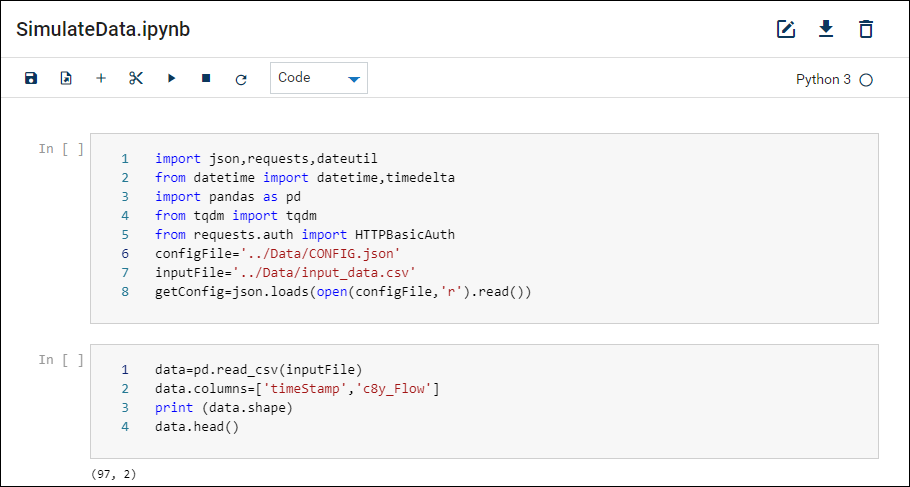 SimulateData.ipynb
Code
Python 3
In [ ]
1 import json,requests,dateutil
2 from datetime import datetime,timedelta
3 import pandas as pd
4 from tqdm import tqdm
5 from requests.auth import HTTPBasicAuth
6 configFile='../Data/CONFIG.json'
7 inputFile='../Data/input_data.csv'
8 getConfig=json.loads(open(configFile,'r').read())
In [ ]
1 data=pd.read_csv(inputFile)
2 data.columns=['timeStamp','c8y_Flow']
3 print (data.shape)
4 data.head()
(97, 2)